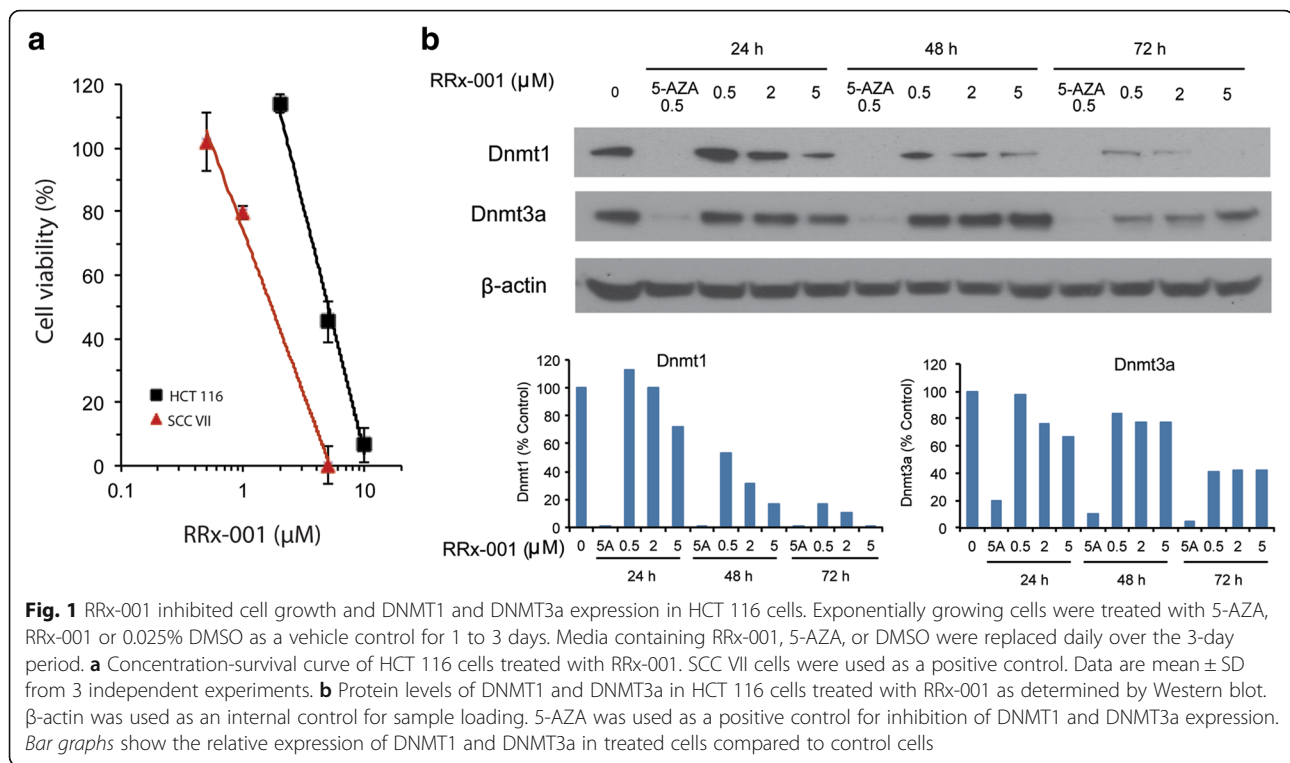 a
120
100
80
60
40
20
0
Cell viability (%)
HCT 116
SCC VII
0.1 1 10
RRx-001 (µM)
b
24 h 48 h 72 h
RRx-001 (µM)
0 5-AZA 0.5 0.5 2 5 5-AZA 0.5 0.5 2 5 5-AZA 0.5 0.5 2 5
Dnmt1
Dnmt3a
β-actin
Dnmt1
120
100
80
60
40
20
0
Dnmt1 (% Control)
RRx-001 (µM)
0 5A 0.5 2 5 5A 0.5 2 5 5A 0.5 2 5
24 h 48 h 72 h
Dnmt3a
120
100
80
60
40
20
0
Dnmt3a (% Control)
0 5A 0.5 2 5 5A 0.5 2 5 5A 0.5 2 5
24 h 48 h 72 h
Fig. 1 RRx-001 inhibited cell growth and DNMT1 and DNMT3a expression in HCT 116 cells. Exponentially growing cells were treated with 5-AZA,
RRx-001 or 0.025% DMSO as a vehicle control for 1 to 3 days. Media containing RRx-001, 5-AZA, or DMSO were replaced daily over the 3-day
period. a Concentration-survival curve of HCT 116 cells treated with RRx-001. SCC VII cells were used as a positive control. Data are mean ± SD
from 3 independent experiments. b Protein levels of DNMT1 and DNMT3a in HCT 116 cells treated with RRx-001 as determined by Western blot.
β-actin was used as an internal control for sample loading. 5-AZA was used as a positive control for inhibition of DNMT1 and DNMT3a expression.
Bar graphs show the relative expression of DNMT1 and DNMT3a in treated cells compared to control cells